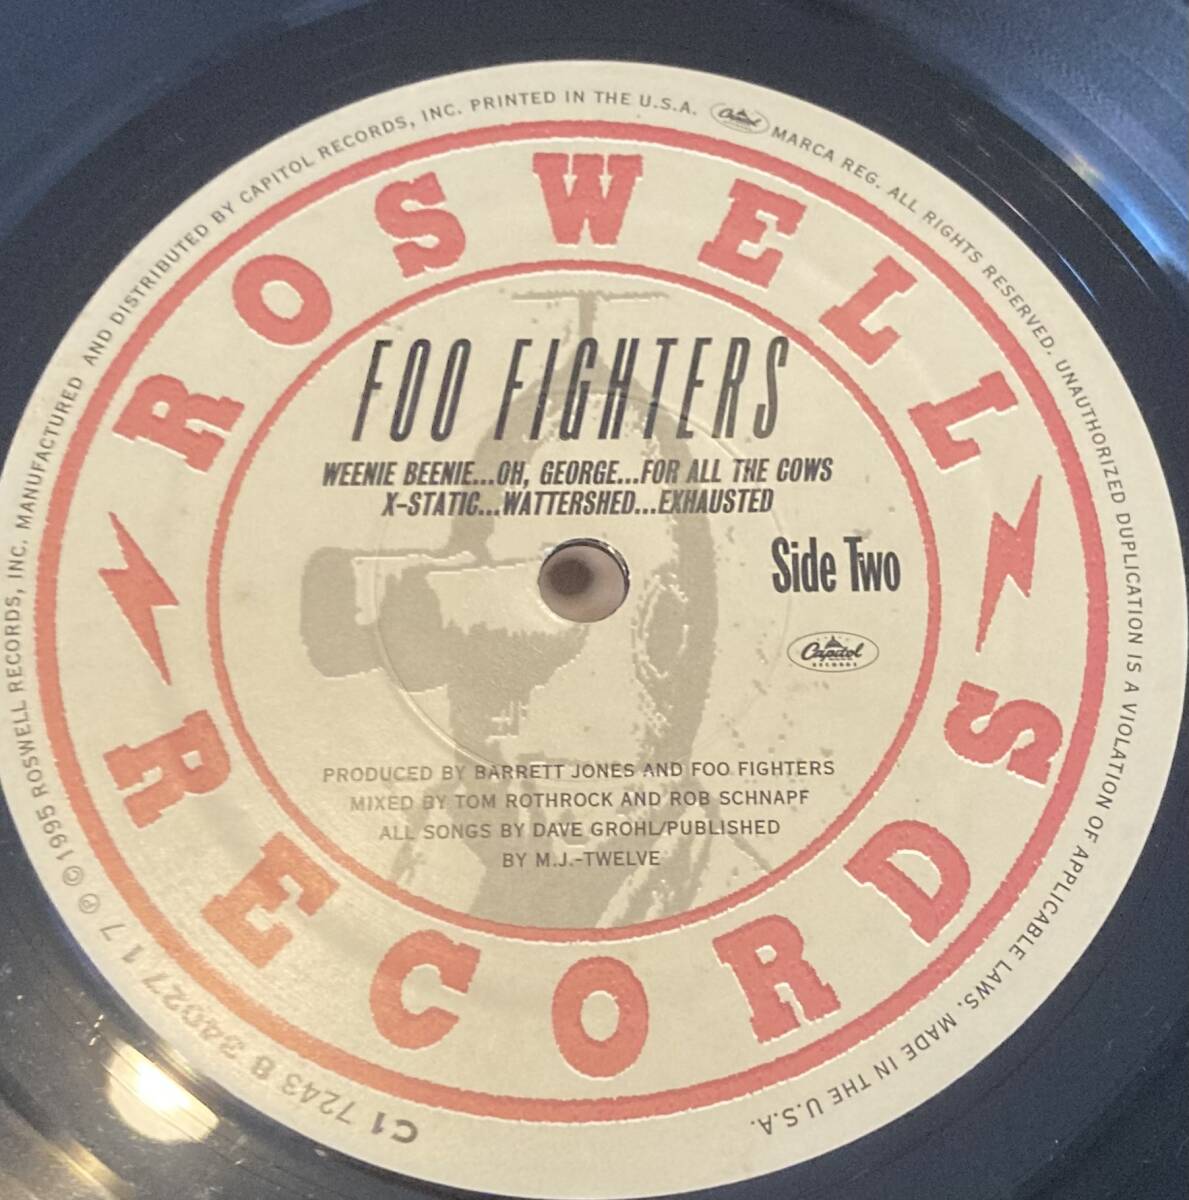 ROSWELL
RECORDS
FOO FIGHTERS
WEENIE BEENIE...OH, GEORGE...FOR ALL THE COWS
X-STATIC...WATTERSHED...EXHAUSTED
Side Two
Capitol
RECORDS
PRODUCED BY BARRETT JONES AND FOO FIGHTERS
MIXED BY TOM ROTHROCK AND ROB SCHNAPF
ALL SONGS BY DAVE GROHL/PUBLISHED
BY M.J.-TWELVE
C1 7243 8 34027 1 7 ℗ © 1995 ROSWELL RECORDS, INC. MANUFACTURED AND DISTRIBUTED BY CAPITOL RECORDS, INC. PRINTED IN THE U.S.A. Capitol MARCA REG. ALL RIGHTS RESERVED. UNAUTHORIZED DUPLICATION IS A VIOLATION OF APPLICABLE LAWS. MADE IN THE U.S.A.